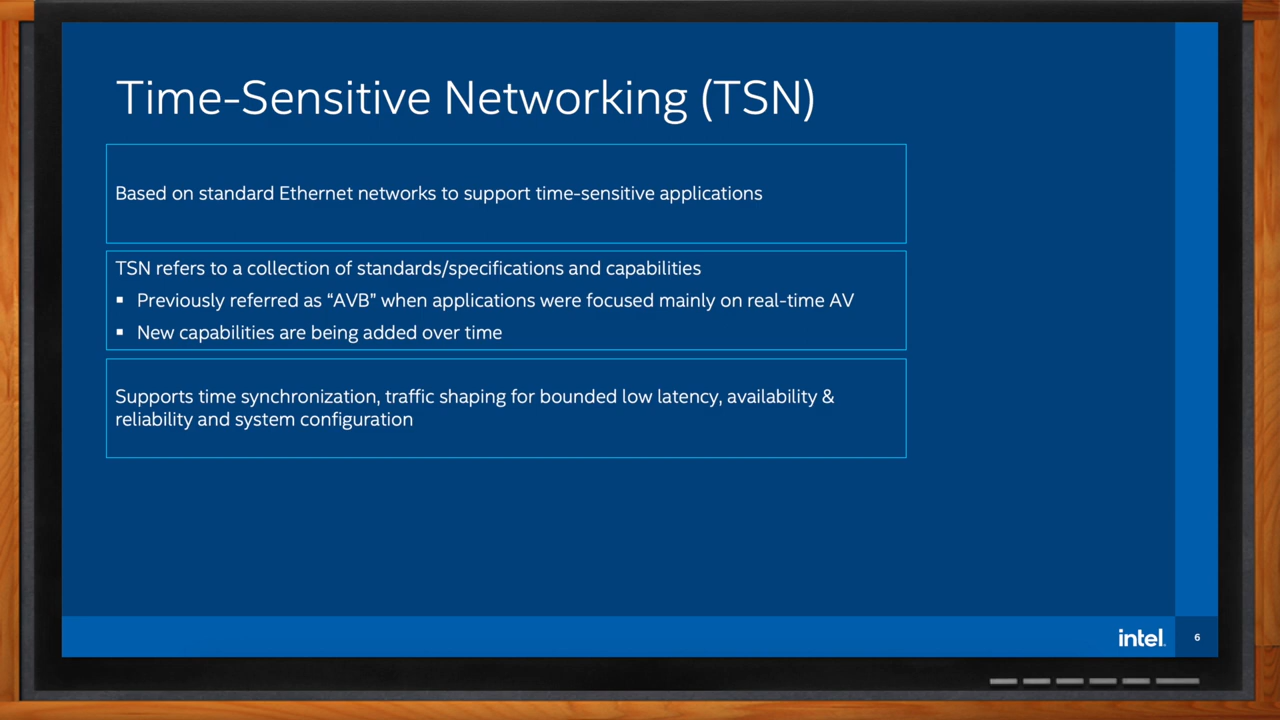 Time-Sensitive Networking (TSN)
Based on standard Ethernet networks to support time-sensitive applications
TSN refers to a collection of standards/specifications and capabilities
▪ Previously referred as “AVB” when applications were focused mainly on real-time AV
▪ New capabilities are being added over time
Supports time synchronization, traffic shaping for bounded low latency, availability &
reliability and system configuration
intel.
6